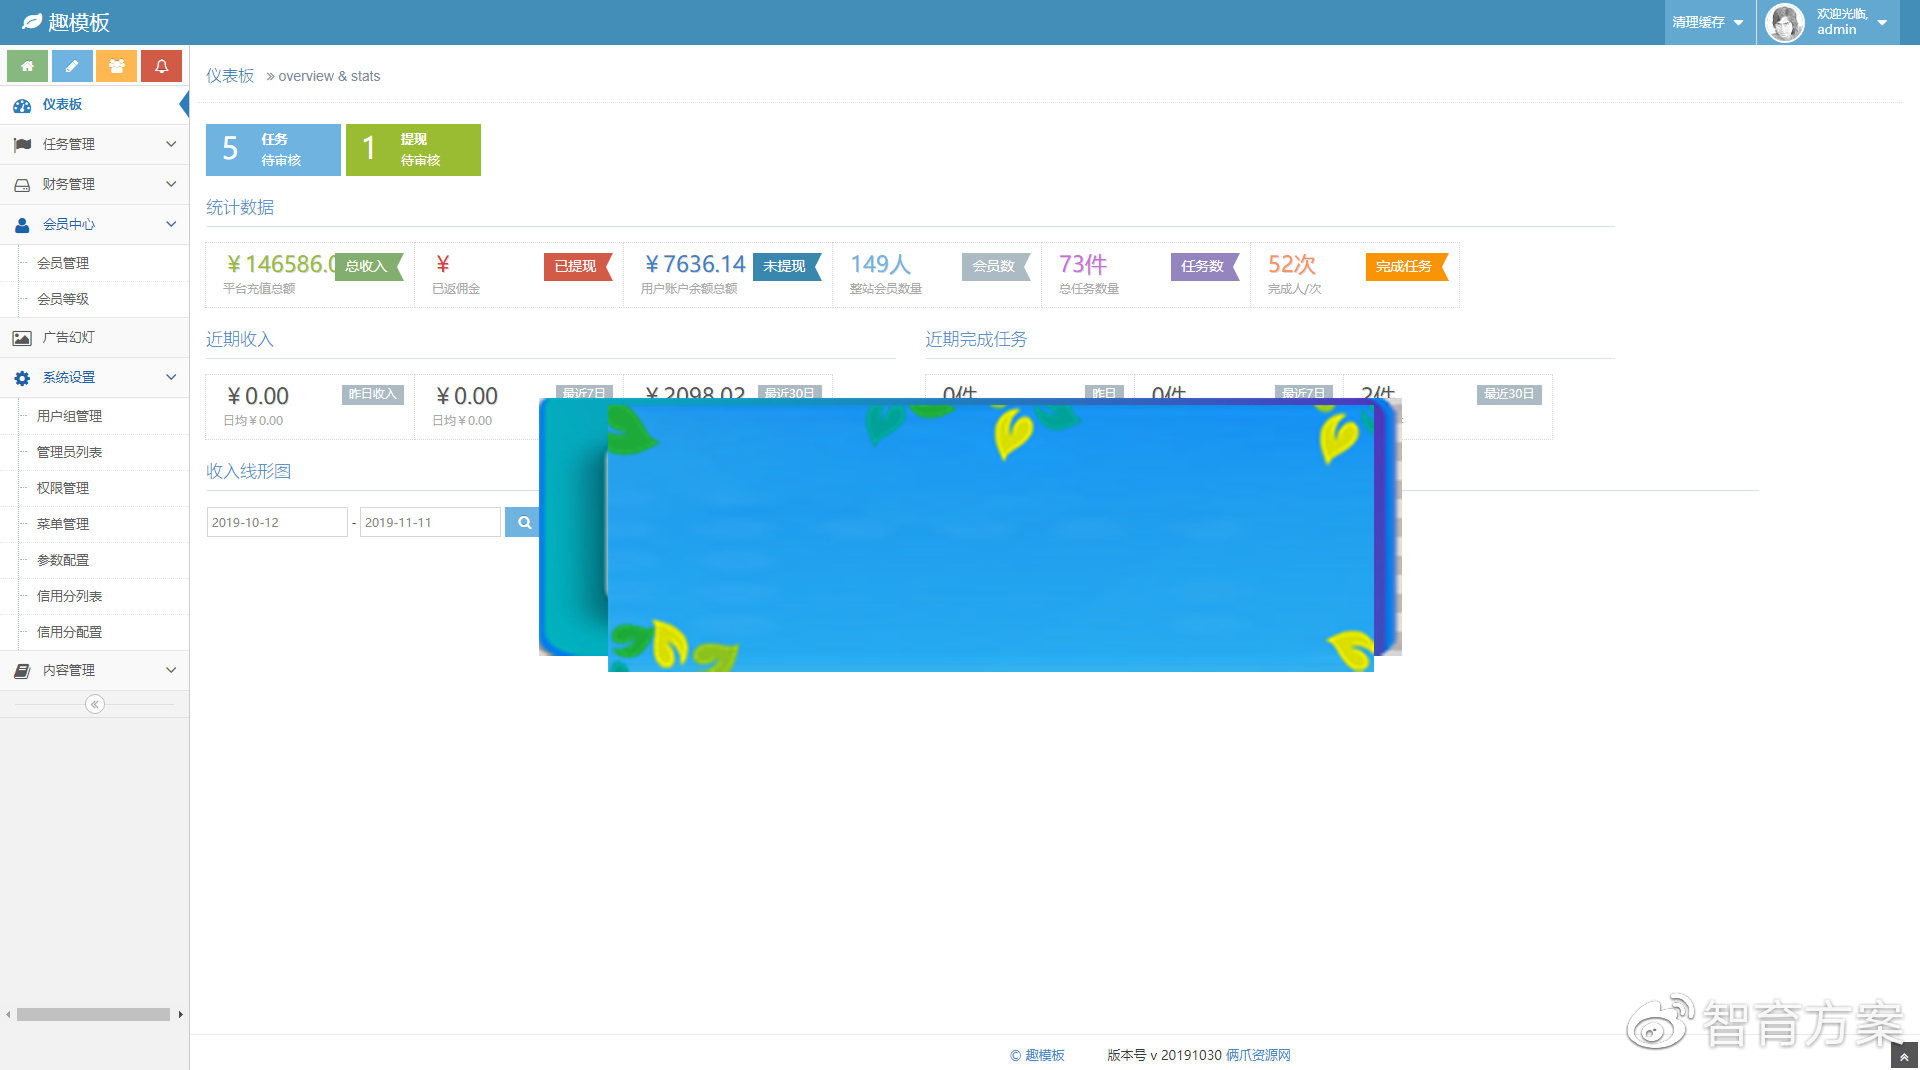 趣模板
清理缓存
欢迎光临,
admin
仪表板
任务管理
财务管理
会员中心
会员管理
会员等级
广告幻灯
系统设置
用户组管理
管理员列表
权限管理
菜单管理
参数配置
信用分列表
信用分配置
内容管理
仪表板 » overview & stats
5 任务 待审核
1 提现 待审核
统计数据
￥146586.0 总收入
平台充值总额
￥ 已提现
已返佣金
￥7636.14 未提现
用户账户余额总额
149人 会员数
整站会员数量
73件 任务数
总任务数量
52次 完成任务
完成人/次
近期收入
￥0.00 昨日收入
日均￥0.00
￥0.00 最近7日
日均￥0.00
￥2098.02 最近30日
近期完成任务
0件 昨日
0件 最近7日
2件 最近30日
收入线形图
2019-10-12 - 2019-11-11
© 趣模板 版本号 v 20191030 俩爪资源网
智育方案